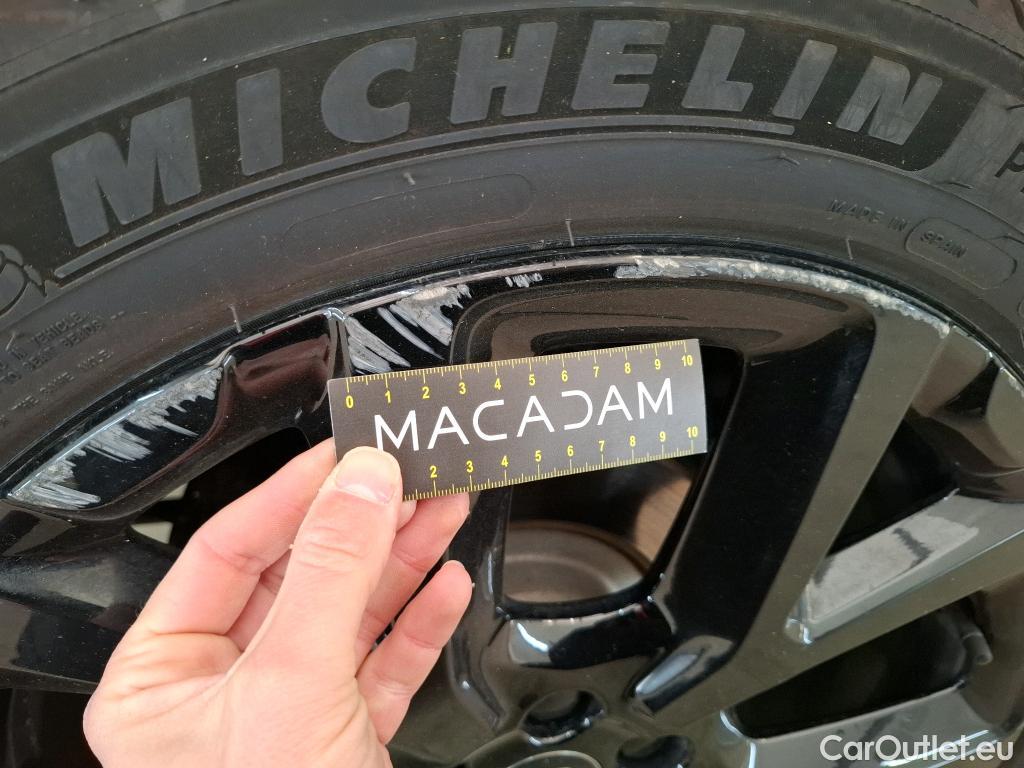 MICHELIN
P
MADE IN SPAIN
0 1 2 3 4 5 6 7 8 9 10
MACADAM
2 3 4 5 6 7 8 9 10
CarOutlet.eu